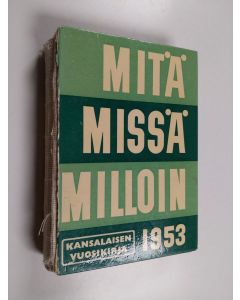 MITÄ
MISSÄ
MILLOIN
KANSALAISEN
VUOSIKIRJA
1953